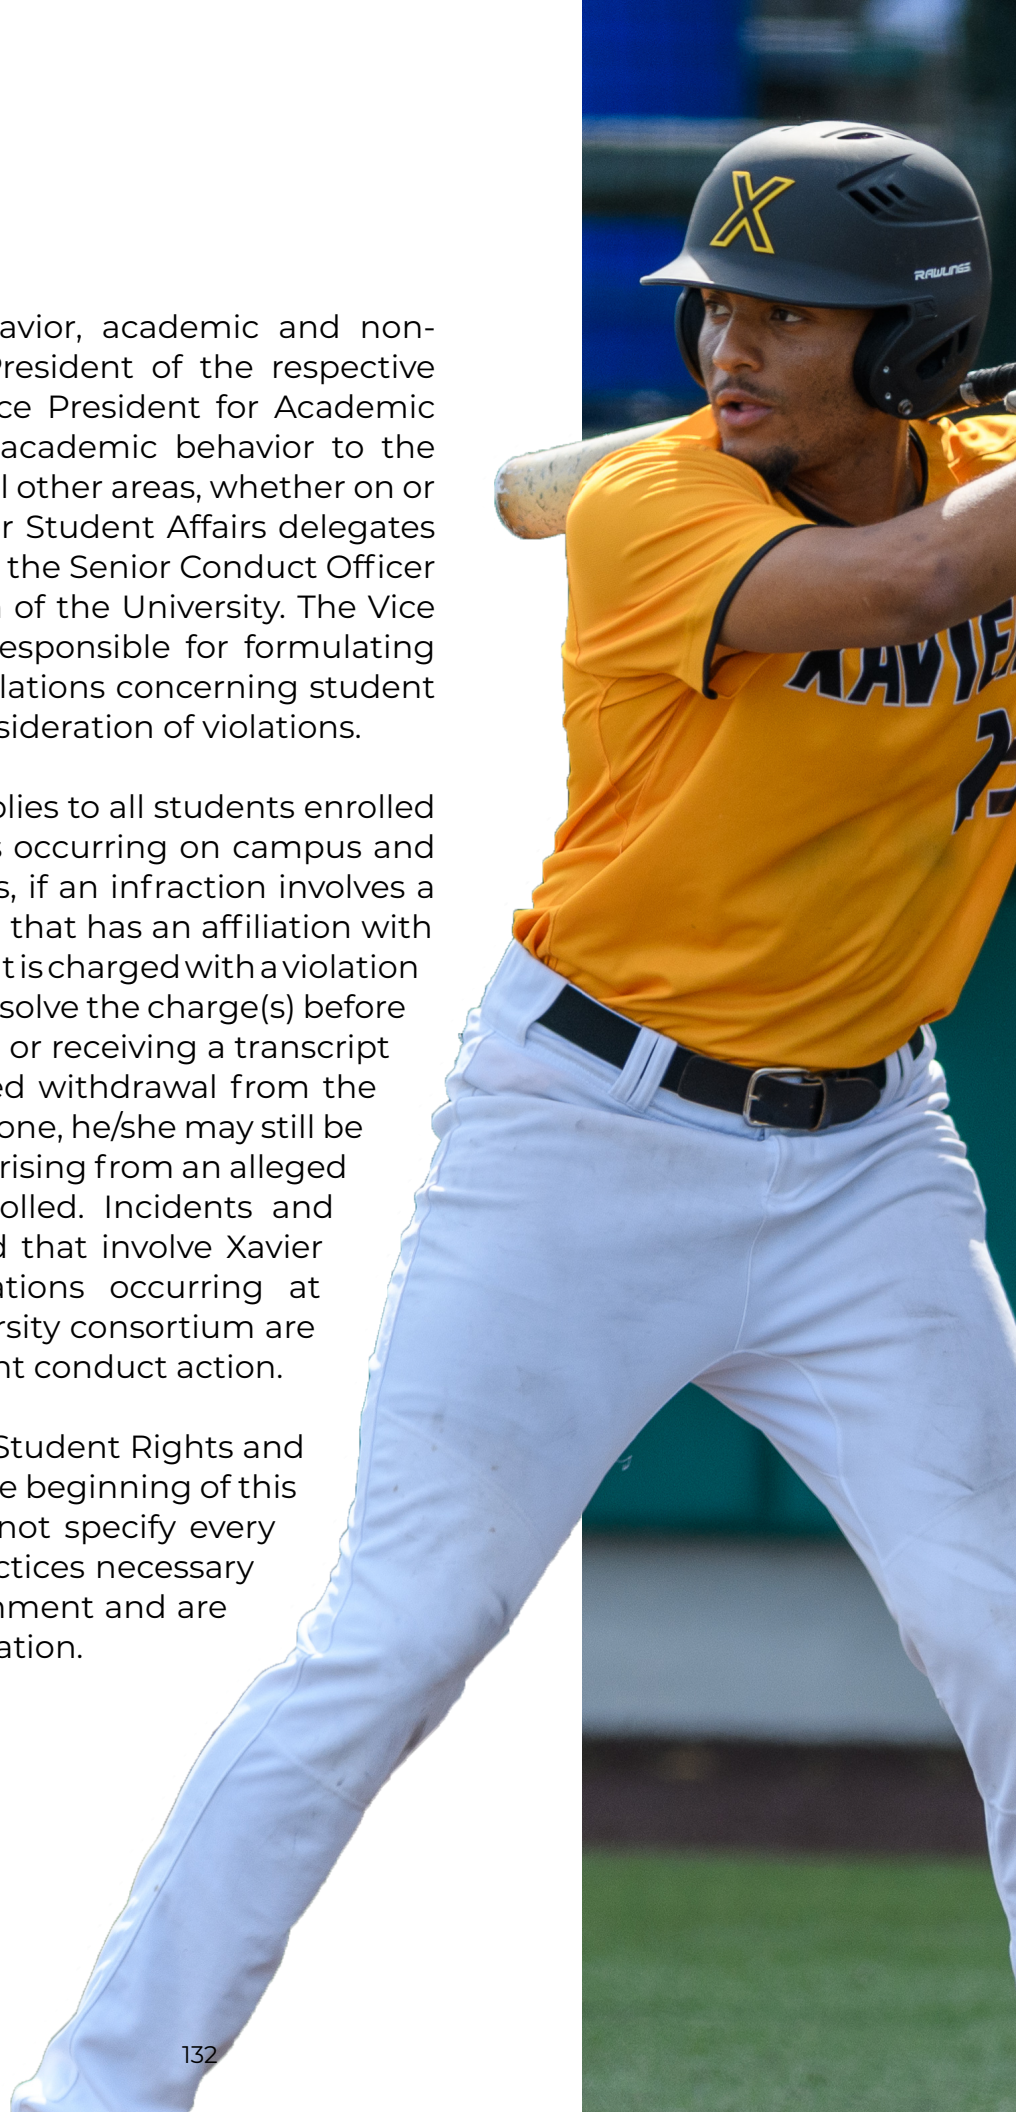 avior, academic and non-
President of the respective
ce President for Academic
academic behavior to the
l other areas, whether on or
r Student Affairs delegates
the Senior Conduct Officer
of the University. The Vice
esponsible for formulating
lations concerning student
sideration of violations.
plies to all students enrolled
s occurring on campus and
s, if an infraction involves a
that has an affiliation with
t is charged with a violation
solve the charge(s) before
or receiving a transcript
ed withdrawal from the
one, he/she may still be
rising from an alleged
olled. Incidents and
d that involve Xavier
ations occurring at
rsity consortium are
nt conduct action.
Student Rights and
e beginning of this
not specify every
ctices necessary
nment and are
ation.
132
X
RAWLINGS
XAVIE